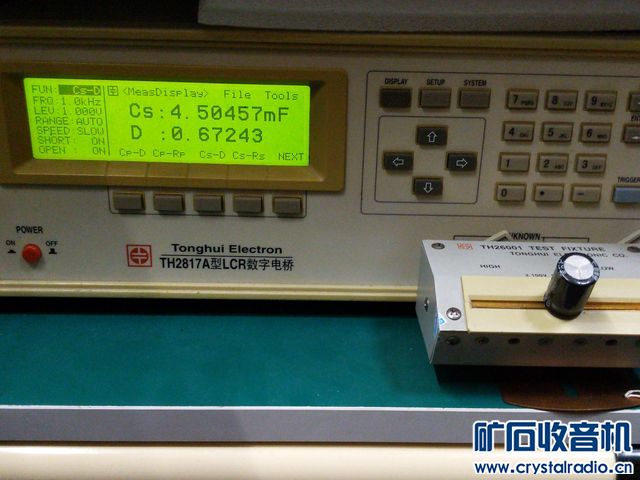 FUN: Cs-D
FRQ:1.0kHz
LEV:1.000V
RANGE:AUTO
SPEED:SLOW
SHORT: ON
OPEN : ON
<MeasDisplay> File Tools
Cs:4.50457mF
D :0.67243
Cp-D Cp-Rp Cs-D Cs-Rs NEXT
DISPLAY SETUP SYSTEM
7 8 9
4 5 6
1 2 ABC 3
0 • -
TRIGGER
POWER
ON OFF
Tonghui Electron
TH2817A型LCR数字电桥
UNKNOWN
TH26001 TEST FIXTURE
TONGHUI ELECTRONIC CO.
HIGH LOW
矿石收音机
www.crystalradio.cn